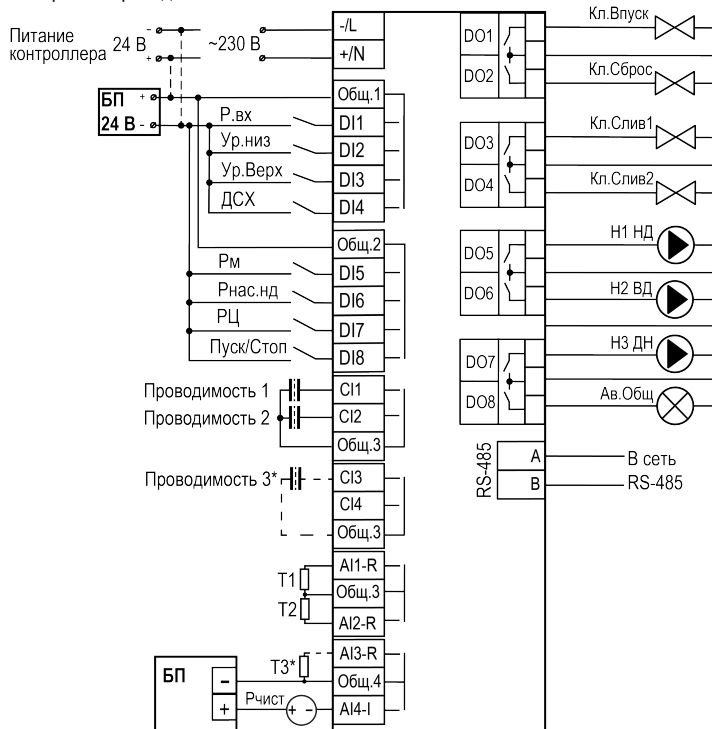 Питание контроллера
-
+
24 В
~230 В
-/L
+/N
БП
24 В
+
-
Общ.1
Р.вх
DI1
Ур.низ
DI2
Ур.Верх
DI3
ДСХ
DI4
Общ.2
Рм
DI5
Рнас.нд
DI6
РЦ
DI7
Пуск/Стоп
DI8
Проводимость 1
CI1
Проводимость 2
CI2
Общ.3
Проводимость 3*
CI3
CI4
Общ.3
T1
AI1-R
Общ.3
T2
AI2-R
T3*
AI3-R
БП
-
Общ.4
+
Рчист
+ -
AI4-I
DO1
Кл.Впуск
DO2
Кл.Сброс
DO3
Кл.Слив1
DO4
Кл.Слив2
DO5
Н1 НД
DO6
Н2 ВД
DO7
Н3 ДН
DO8
Ав.Общ
RS-485
A
В сеть
B
RS-485